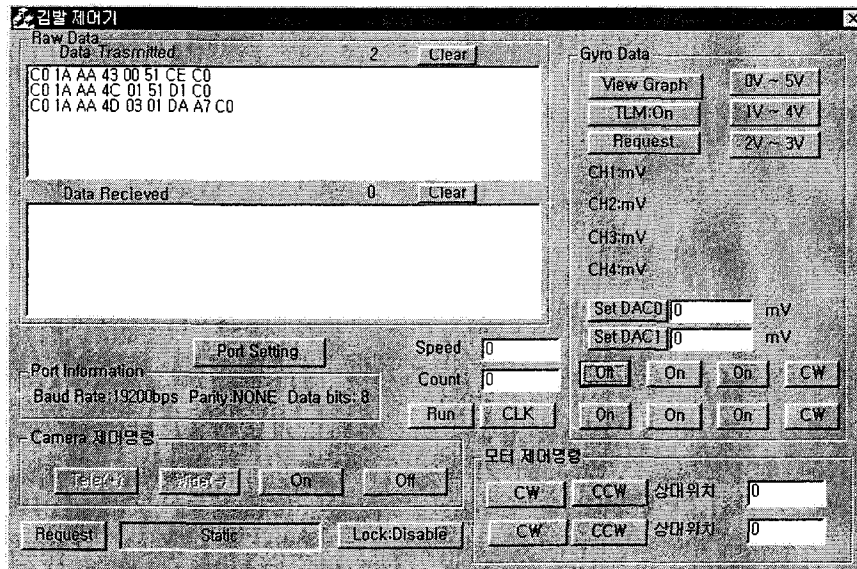 김발 제어기
Raw Data
Data Trasmitted 2 Clear
C0 1A AA 43 00 51 CE C0
C0 1A AA 4C 01 51 D1 C0
C0 1A AA 4D 03 01 DA A7 C0
Data Recieved 0 Clear
Gyro Data
View Graph 0V ~ 5V
TLM:On 1V ~ 4V
Request 2V ~ 3V
CH1:mV
CH2:mV
CH3:mV
CH4:mV
Set DAC0 0 mV
Set DAC1 0 mV
Off On On CW
On On On CW
Port Setting
Speed 0
Count 0
Run CLK
Port Information
Baud Rate:19200bps Parity:NONE Data bits: 8
Camera 제어명령
Tele(+) Wide(-) On Off
Request Static Lock:Disable
모터 제어명령
CW CCW 상대위치 0
CW CCW 상대위치 0